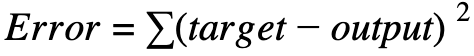 Error = ∑(target − output) ²